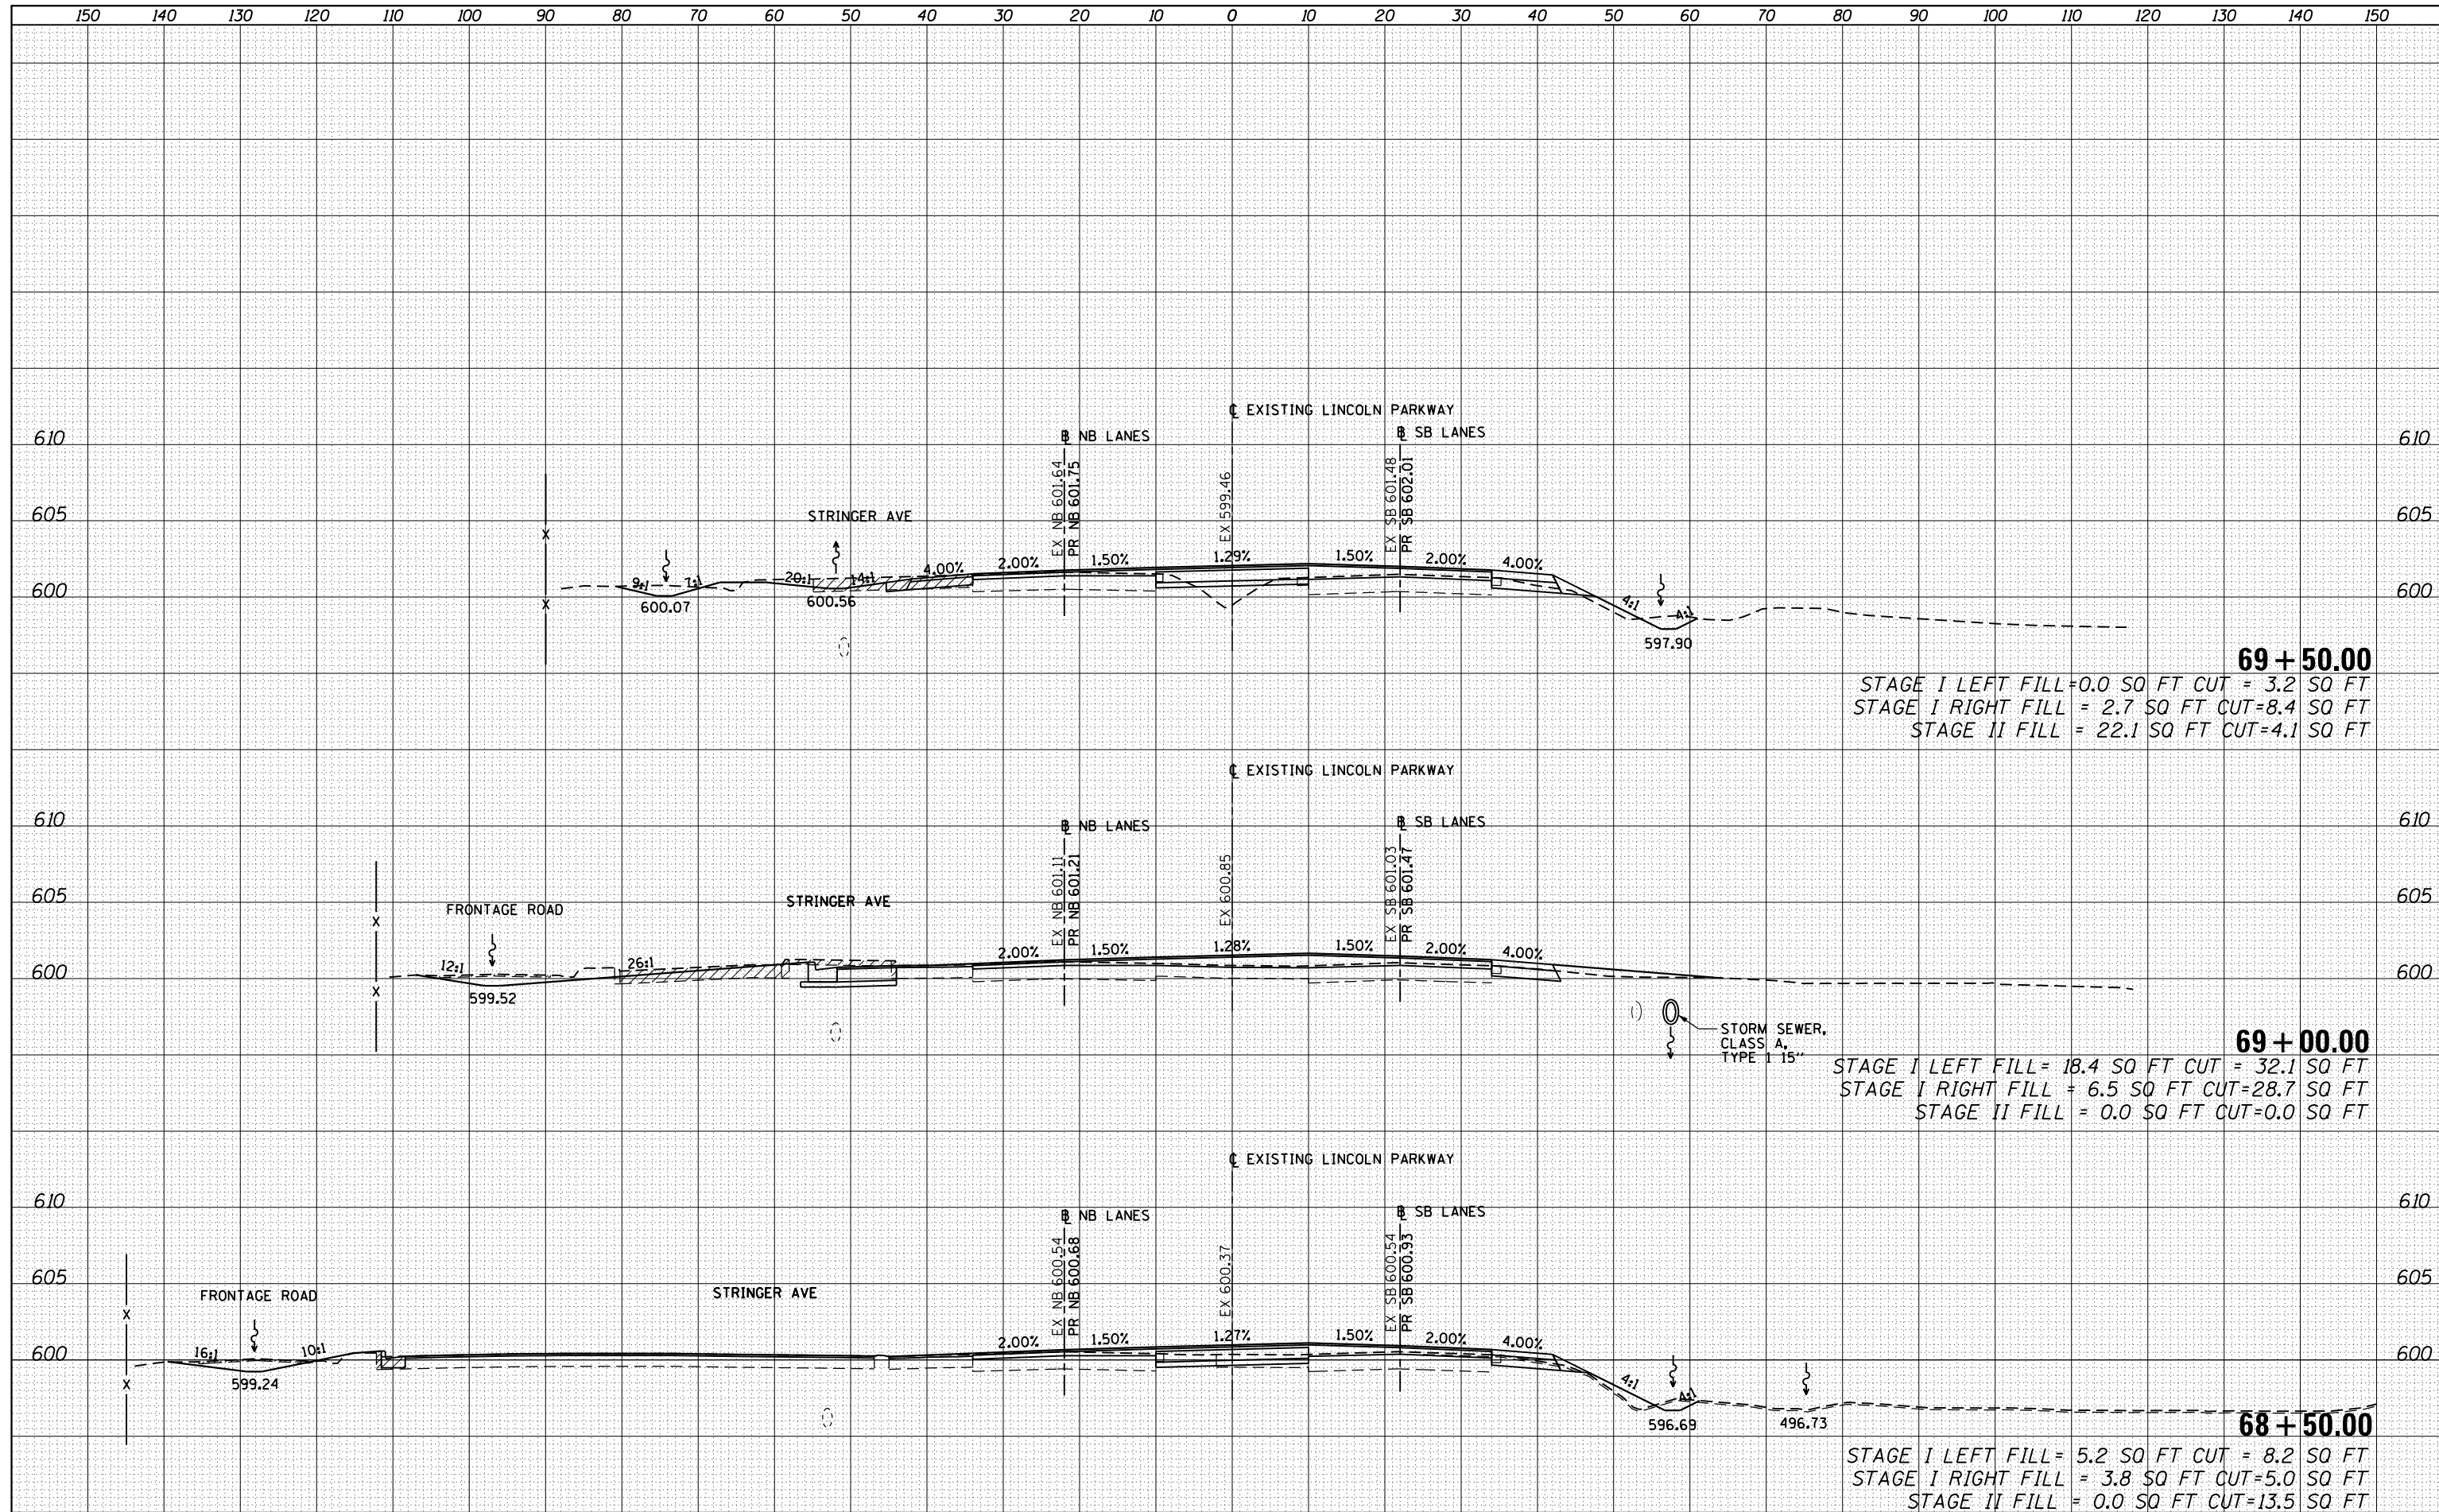 150 140 130 120 110 100 90 80 70 60 50 40 30 20 10 0 10 20 30 40 50 60 70 80 90 100 110 120 130 140 150
℄ EXISTING LINCOLN PARKWAY
610 610
℔ NB LANES ℔ SB LANES
EX NB 601.64
PR NB 601.75
EX 599.46
EX SB 601.48
PR SB 602.01
605 605
STRINGER AVE
9:1 7:1 20:1 14:1 4.00% 2.00% 1.50% 1.29% 1.50% 2.00% 4.00% 4:1 4:1
600 600
600.07 600.56 597.90
69+50.00
STAGE I LEFT FILL=0.0 SQ FT CUT = 3.2 SQ FT
STAGE I RIGHT FILL = 2.7 SQ FT CUT=8.4 SQ FT
STAGE II FILL = 22.1 SQ FT CUT=4.1 SQ FT
℄ EXISTING LINCOLN PARKWAY
610 610
℔ NB LANES ℔ SB LANES
EX NB 601.11
PR NB 601.21
EX 600.85
EX SB 601.03
PR SB 601.47
605 605
FRONTAGE ROAD STRINGER AVE
12:1 26:1 2.00% 1.50% 1.28% 1.50% 2.00% 4.00%
600 600
599.52
STORM SEWER,
CLASS A,
TYPE 1 15"
69+00.00
STAGE I LEFT FILL= 18.4 SQ FT CUT = 32.1 SQ FT
STAGE I RIGHT FILL = 6.5 SQ FT CUT=28.7 SQ FT
STAGE II FILL = 0.0 SQ FT CUT=0.0 SQ FT
℄ EXISTING LINCOLN PARKWAY
610 610
℔ NB LANES ℔ SB LANES
EX NB 600.54
PR NB 600.68
EX 600.37
EX SB 600.54
PR SB 600.93
605 605
FRONTAGE ROAD STRINGER AVE
16:1 10:1 2.00% 1.50% 1.27% 1.50% 2.00% 4.00% 4:1 4:1
600 600
599.24 596.69 496.73
68+50.00
STAGE I LEFT FILL= 5.2 SQ FT CUT = 8.2 SQ FT
STAGE I RIGHT FILL = 3.8 SQ FT CUT=5.0 SQ FT
STAGE II FILL = 0.0 SQ FT CUT=13.5 SQ FT